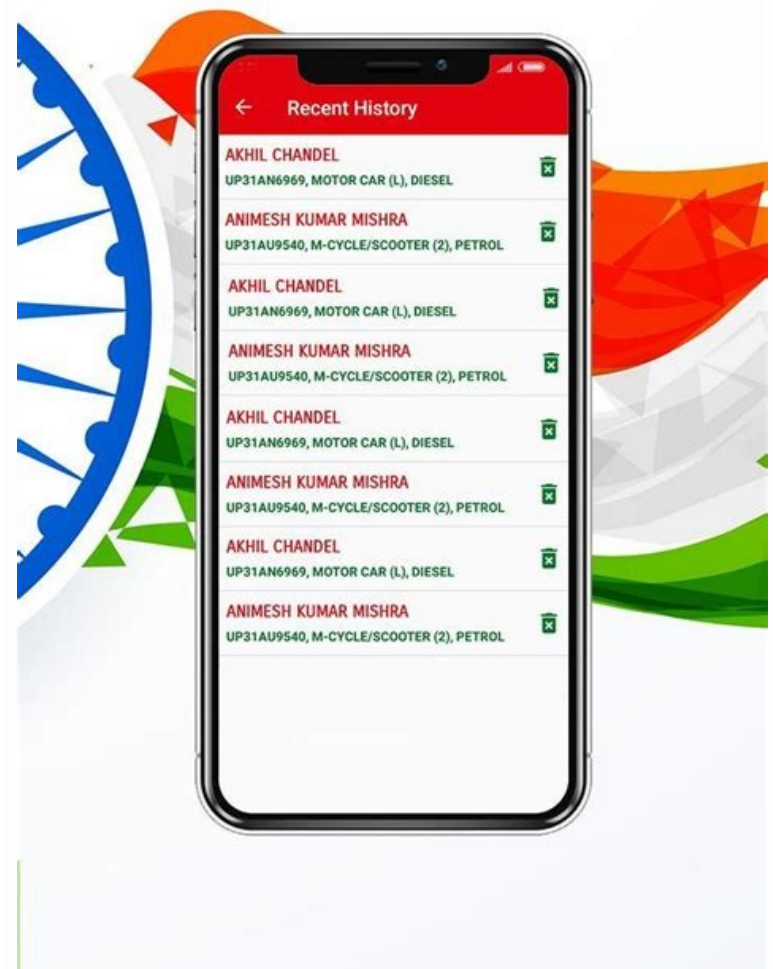 Recent History
AKHIL CHANDEL
UP31AN6969, MOTOR CAR (L), DIESEL
ANIMESH KUMAR MISHRA
UP31AU9540, M-CYCLE/SCOOTER (2), PETROL
AKHIL CHANDEL
UP31AN6969, MOTOR CAR (L), DIESEL
ANIMESH KUMAR MISHRA
UP31AU9540, M-CYCLE/SCOOTER (2), PETROL
AKHIL CHANDEL
UP31AN6969, MOTOR CAR (L), DIESEL
ANIMESH KUMAR MISHRA
UP31AU9540, M-CYCLE/SCOOTER (2), PETROL
AKHIL CHANDEL
UP31AN6969, MOTOR CAR (L), DIESEL
ANIMESH KUMAR MISHRA
UP31AU9540, M-CYCLE/SCOOTER (2), PETROL